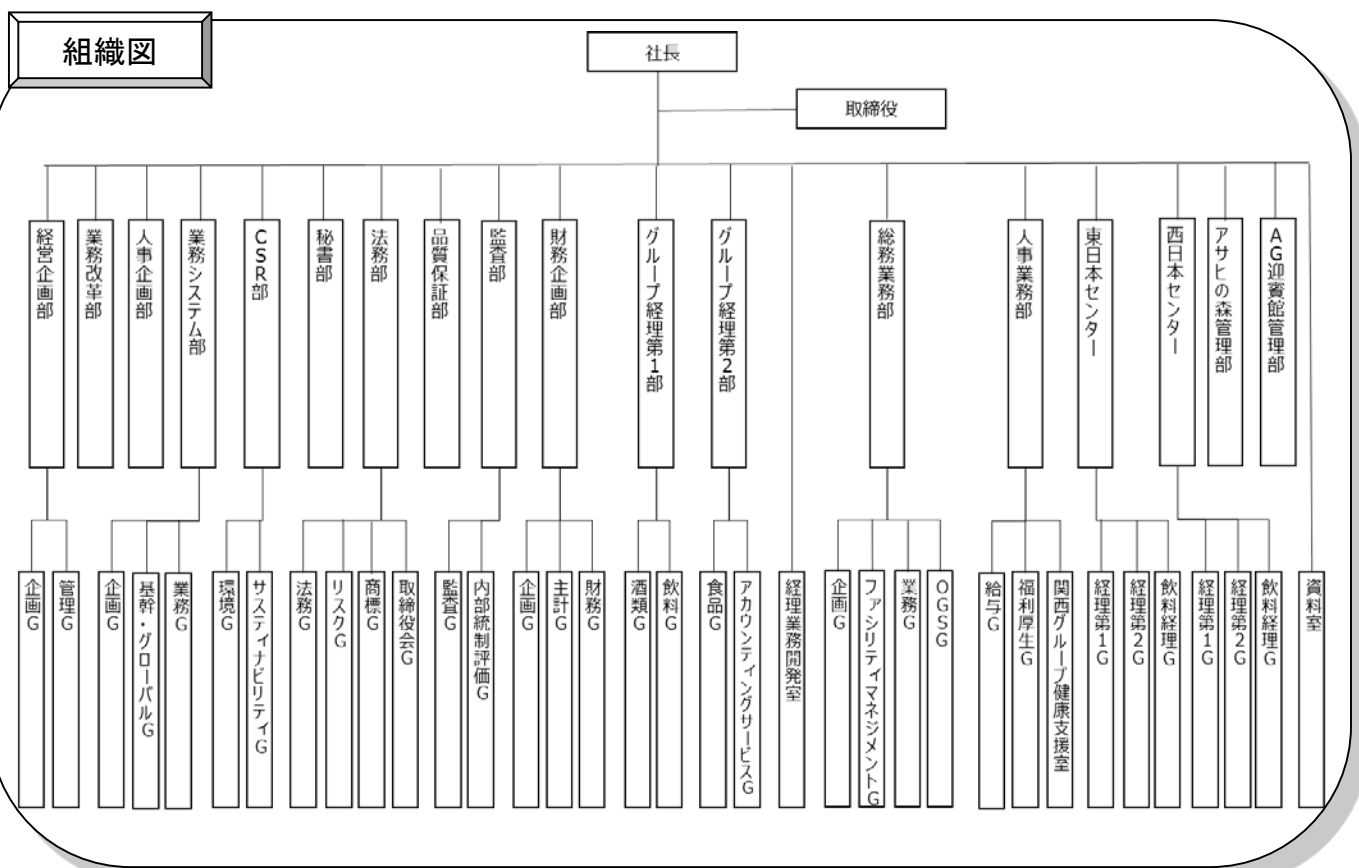 組織図
社長
取締役
経営企画部
業務改革部
人事企画部
業務システム部
CSR部
秘書部
法務部
品質保証部
監査部
財務企画部
グループ経理第1部
グループ経理第2部
総務業務部
人事業務部
東日本センター
西日本センター
アサヒの森管理部
AG迎賓館管理部
企画G
管理G
企画G
基幹・グローバルG
業務G
環境G
サスティナビリティG
法務G
リスクG
商標G
取締役会G
監査G
内部統制評価G
企画G
主計G
財務G
酒類G
飲料G
食品G
アカウンティングサービスG
経理業務開発室
企画G
ファシリティマネジメントG
業務G
OGSG
給与G
福利厚生G
関西グループ健康支援室
経理第1G
経理第2G
飲料経理G
経理第1G
経理第2G
飲料経理G
資料室